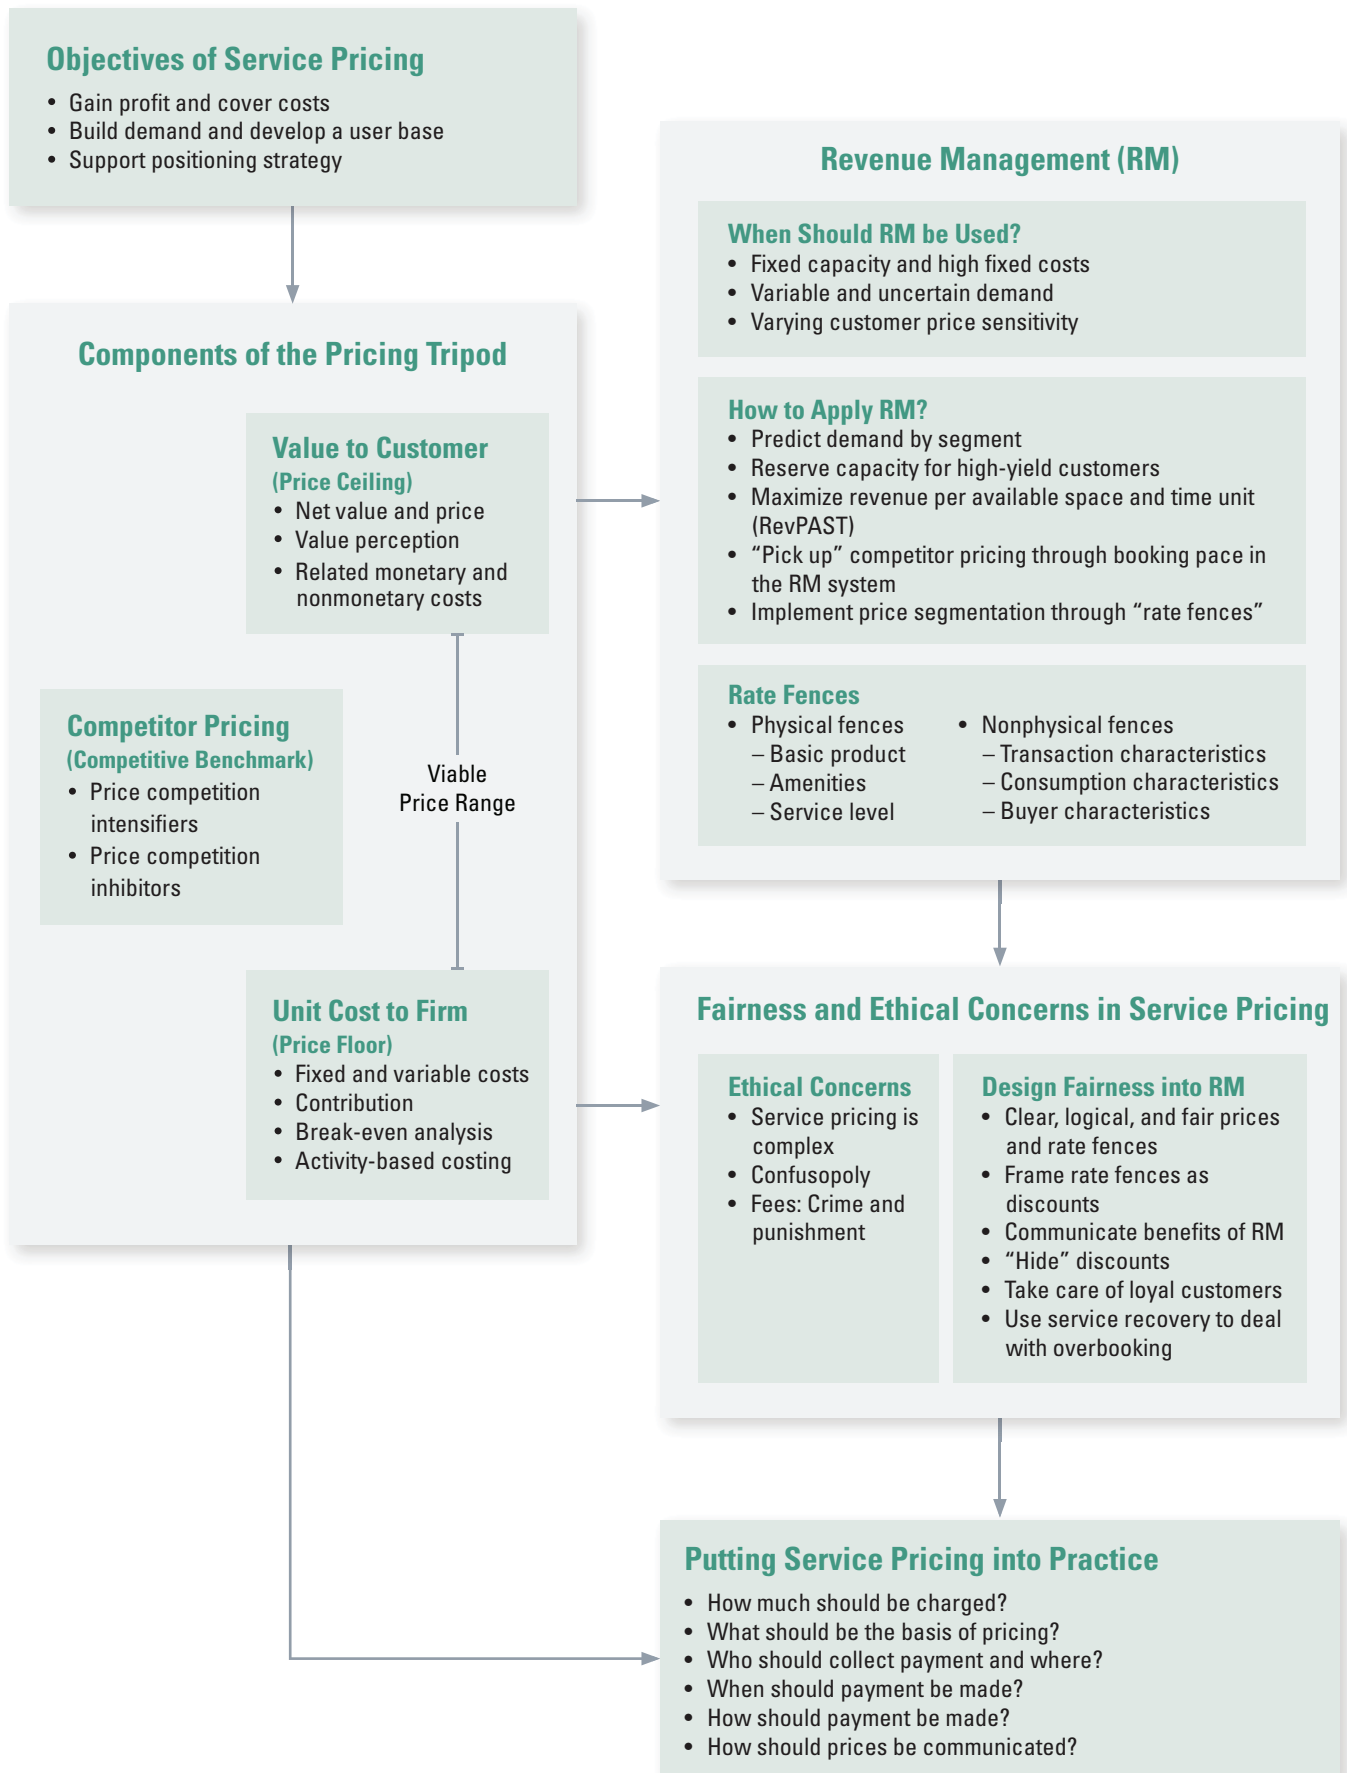 Objectives of Service Pricing
• Gain profit and cover costs
• Build demand and develop a user base
• Support positioning strategy
Components of the Pricing Tripod
Value to Customer
(Price Ceiling)
• Net value and price
• Value perception
• Related monetary and
nonmonetary costs
Competitor Pricing
(Competitive Benchmark)
• Price competition
intensifiers
• Price competition
inhibitors
Viable
Price Range
Unit Cost to Firm
(Price Floor)
• Fixed and variable costs
• Contribution
• Break-even analysis
• Activity-based costing
Revenue Management (RM)
When Should RM be Used?
• Fixed capacity and high fixed costs
• Variable and uncertain demand
• Varying customer price sensitivity
How to Apply RM?
• Predict demand by segment
• Reserve capacity for high-yield customers
• Maximize revenue per available space and time unit
(RevPAST)
• “Pick up” competitor pricing through booking pace in
the RM system
• Implement price segmentation through “rate fences”
Rate Fences
• Physical fences
– Basic product
– Amenities
– Service level
• Nonphysical fences
– Transaction characteristics
– Consumption characteristics
– Buyer characteristics
Fairness and Ethical Concerns in Service Pricing
Ethical Concerns
• Service pricing is
complex
• Confusopoly
• Fees: Crime and
punishment
Design Fairness into RM
• Clear, logical, and fair prices
and rate fences
• Frame rate fences as
discounts
• Communicate benefits of RM
• “Hide” discounts
• Take care of loyal customers
• Use service recovery to deal
with overbooking
Putting Service Pricing into Practice
• How much should be charged?
• What should be the basis of pricing?
• Who should collect payment and where?
• When should payment be made?
• How should payment be made?
• How should prices be communicated?